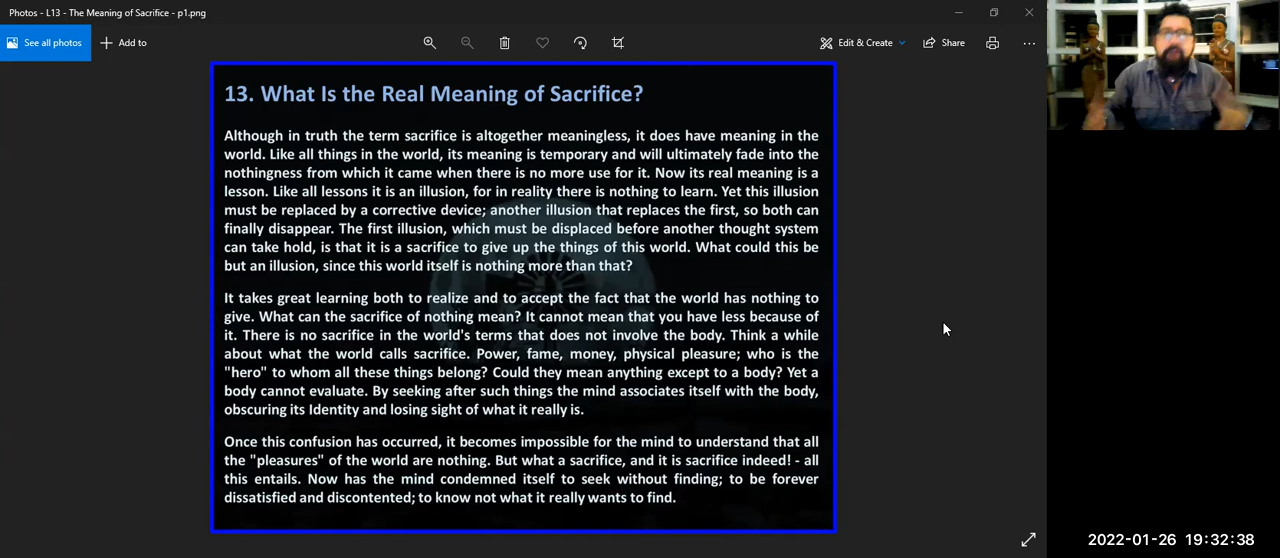 Photos - L13 - The Meaning of Sacrifice - p1.png
See all photos
Add to
Edit & Create
Share
13. What Is the Real Meaning of Sacrifice?
Although in truth the term sacrifice is altogether meaningless, it does have meaning in the
world. Like all things in the world, its meaning is temporary and will ultimately fade into the
nothingness from which it came when there is no more use for it. Now its real meaning is a
lesson. Like all lessons it is an illusion, for in reality there is nothing to learn. Yet this illusion
must be replaced by a corrective device; another illusion that replaces the first, so both can
finally disappear. The first illusion, which must be displaced before another thought system
can take hold, is that it is a sacrifice to give up the things of this world. What could this be
but an illusion, since this world itself is nothing more than that?
It takes great learning both to realize and to accept the fact that the world has nothing to
give. What can the sacrifice of nothing mean? It cannot mean that you have less because of
it. There is no sacrifice in the world's terms that does not involve the body. Think a while
about what the world calls sacrifice. Power, fame, money, physical pleasure; who is the
"hero" to whom all these things belong? Could they mean anything except to a body? Yet a
body cannot evaluate. By seeking after such things the mind associates itself with the body,
obscuring its Identity and losing sight of what it really is.
Once this confusion has occurred, it becomes impossible for the mind to understand that all
the "pleasures" of the world are nothing. But what a sacrifice, and it is sacrifice indeed! - all
this entails. Now has the mind condemned itself to seek without finding; to be forever
dissatisfied and discontented; to know not what it really wants to find.
2022-01-26 19:32:38